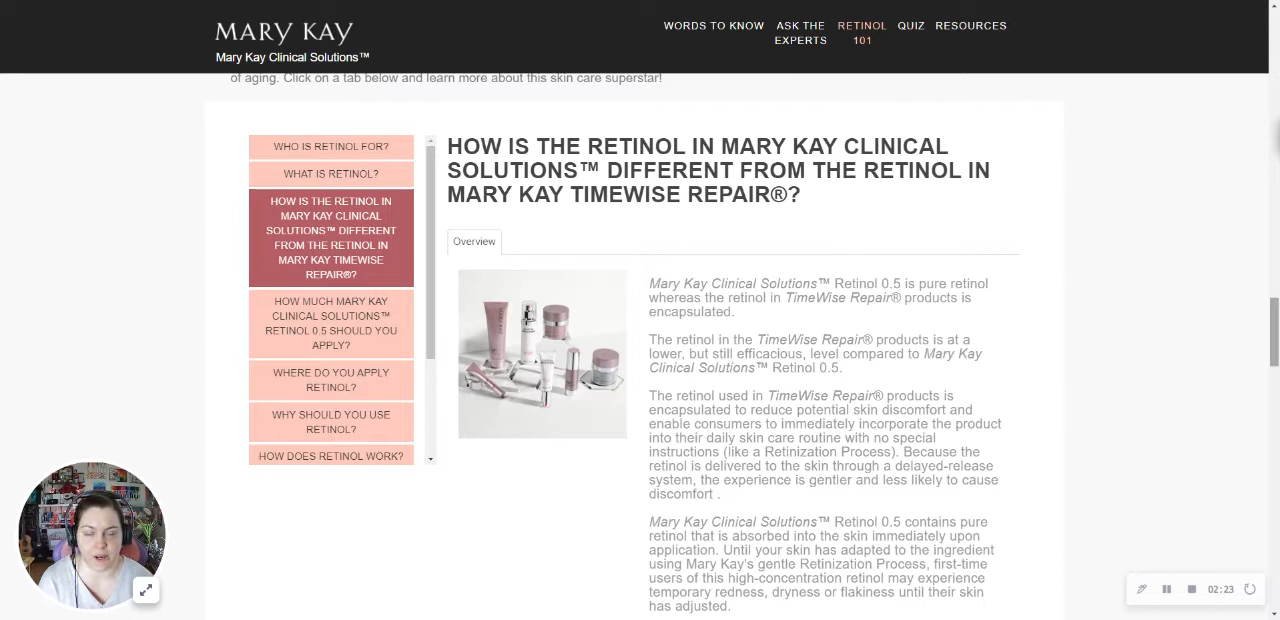 MARY KAY
Mary Kay Clinical Solutions™
WORDS TO KNOW
ASK THE
EXPERTS
RETINOL
101
QUIZ
RESOURCES
of aging. Click on a tab below and learn more about this skin care superstar!
WHO IS RETINOL FOR?
WHAT IS RETINOL?
HOW IS THE RETINOL IN
MARY KAY CLINICAL
SOLUTIONS™ DIFFERENT
FROM THE RETINOL IN
MARY KAY TIMEWISE
REPAIR®?
HOW MUCH MARY KAY
CLINICAL SOLUTIONS™
RETINOL 0.5 SHOULD YOU
APPLY?
WHERE DO YOU APPLY
RETINOL?
WHY SHOULD YOU USE
RETINOL?
HOW DOES RETINOL WORK?
HOW IS THE RETINOL IN MARY KAY CLINICAL
SOLUTIONS™ DIFFERENT FROM THE RETINOL IN
MARY KAY TIMEWISE REPAIR®?
Overview
Mary Kay Clinical Solutions™ Retinol 0.5 is pure retinol
whereas the retinol in TimeWise Repair® products is
encapsulated.
The retinol in the TimeWise Repair® products is at a
lower, but still efficacious, level compared to Mary Kay
Clinical Solutions™ Retinol 0.5.
The retinol used in TimeWise Repair® products is
encapsulated to reduce potential skin discomfort and
enable consumers to immediately incorporate the product
into their daily skin care routine with no special
instructions (like a Retinization Process). Because the
retinol is delivered to the skin through a delayed-release
system, the experience is gentler and less likely to cause
discomfort .
Mary Kay Clinical Solutions™ Retinol 0.5 contains pure
retinol that is absorbed into the skin immediately upon
application. Until your skin has adapted to the ingredient
using Mary Kay's gentle Retinization Process, first-time
users of this high-concentration retinol may experience
temporary redness, dryness or flakiness until their skin
has adjusted.
02:23